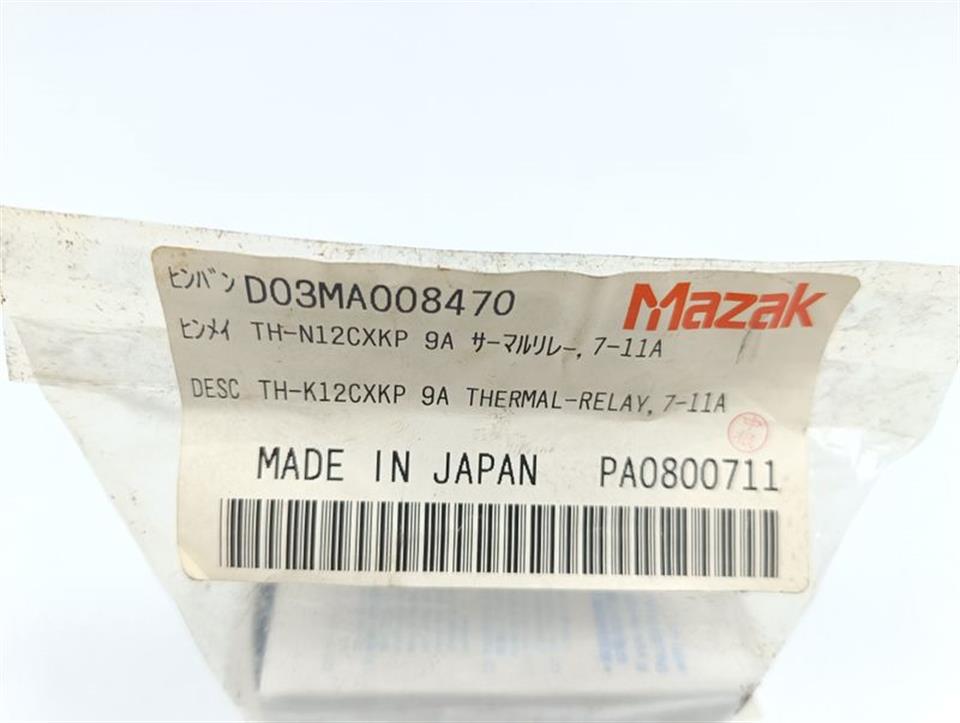 ﾋﾝﾊﾞﾝ D03MA008470 Mazak
ﾋﾝﾒｲ TH-N12CXKP 9A ｻｰﾏﾙﾘﾚｰ, 7-11A
DESC TH-K12CXKP 9A THERMAL-RELAY, 7-11A
MADE IN JAPAN PA0800711